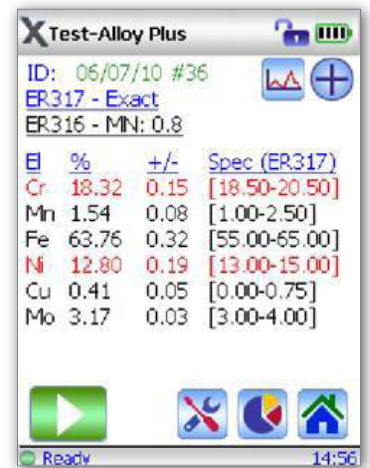 XTest-Alloy Plus
ID: 06/07/10 #36
ER317 - Exact
ER316 - MN: 0.8
El % +/- Spec (ER317)
Cr 18.32 0.15 [18.50-20.50]
Mn 1.54 0.08 [1.00-2.50]
Fe 63.76 0.32 [55.00-65.00]
Ni 12.80 0.19 [13.00-15.00]
Cu 0.41 0.05 [0.00-0.75]
Mo 3.17 0.03 [3.00-4.00]
Ready 14:56